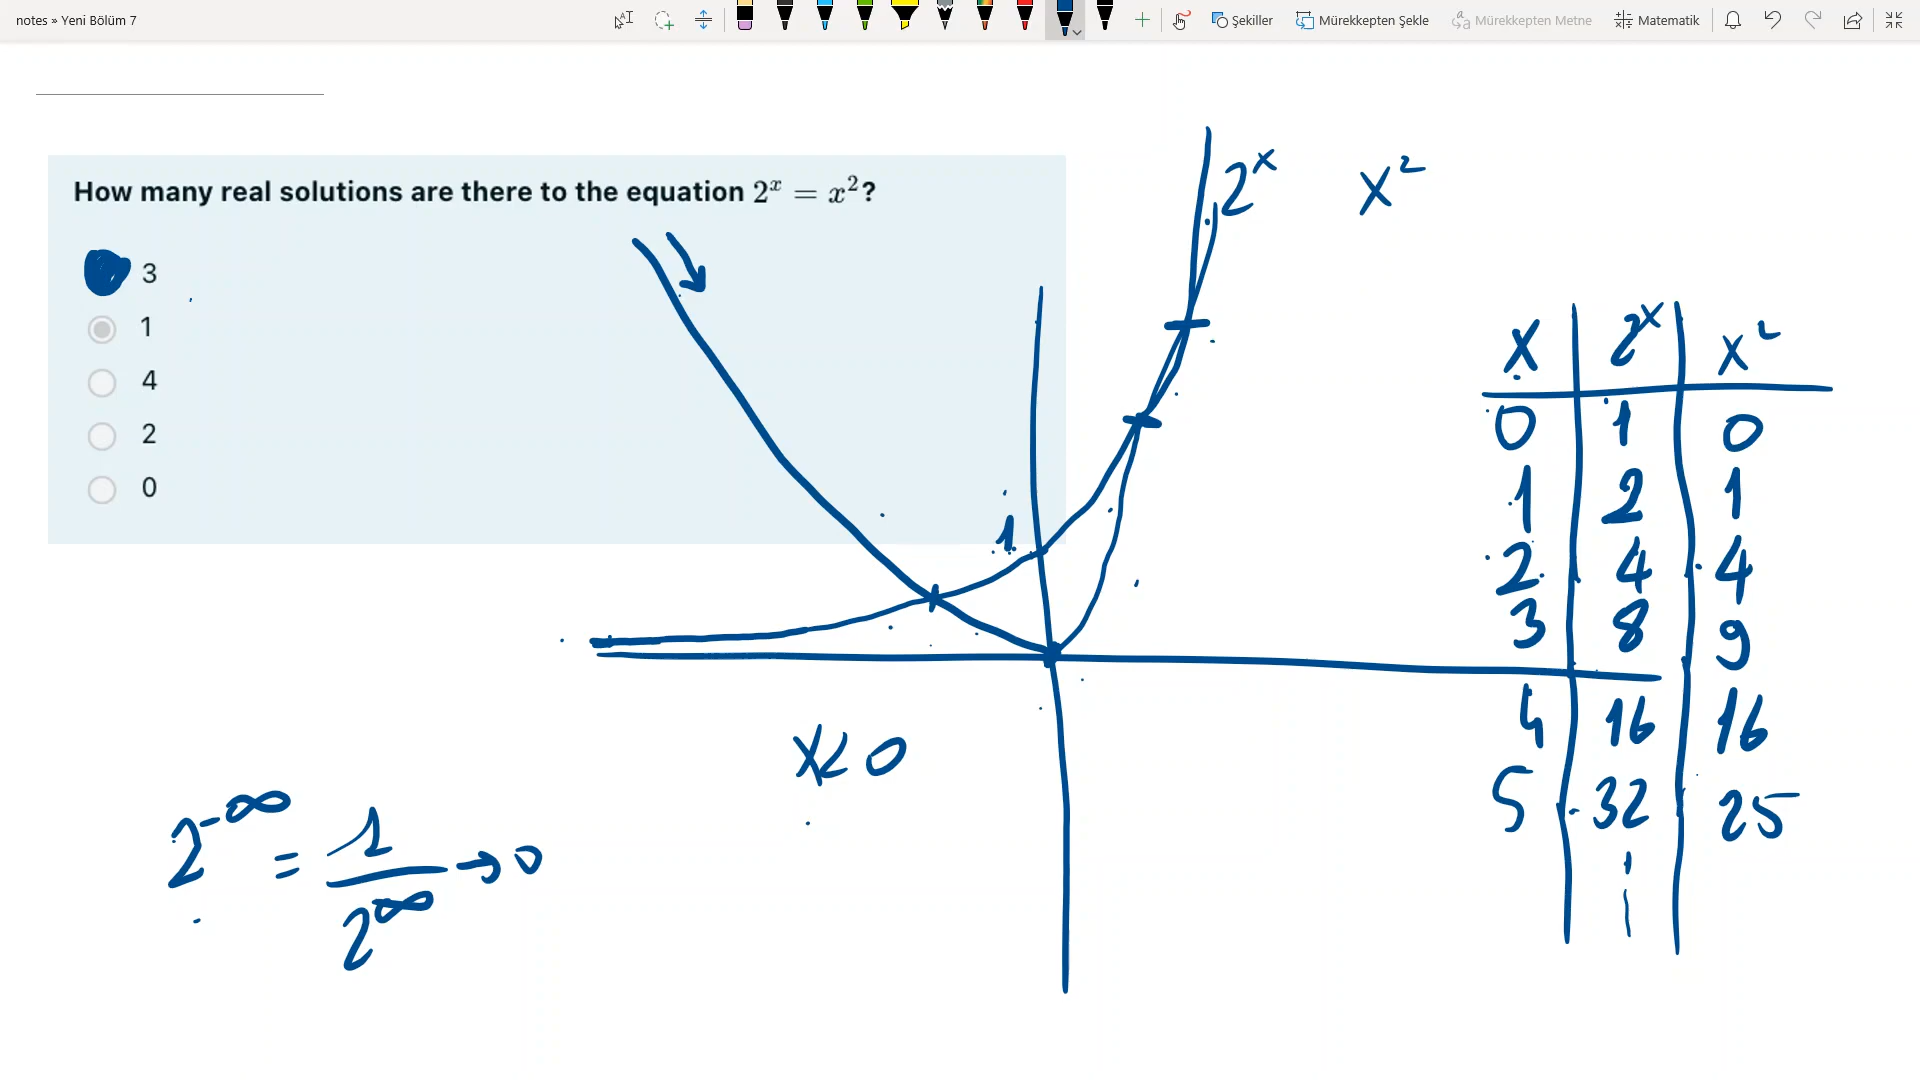 notes » Yeni Bölüm 7
Şekiller
Mürekkepten Şekle
Mürekkepten Metne
Matematik
How many real solutions are there to the equation 2^x = x^2?
3
1
4
2
0
2^x x^2
1
x<0
2^-∞ = 1/2^∞ → 0
x 2^x x^2
0 1 0
1 2 1
2 4 4
3 8 9
4 16 16
5 32 25